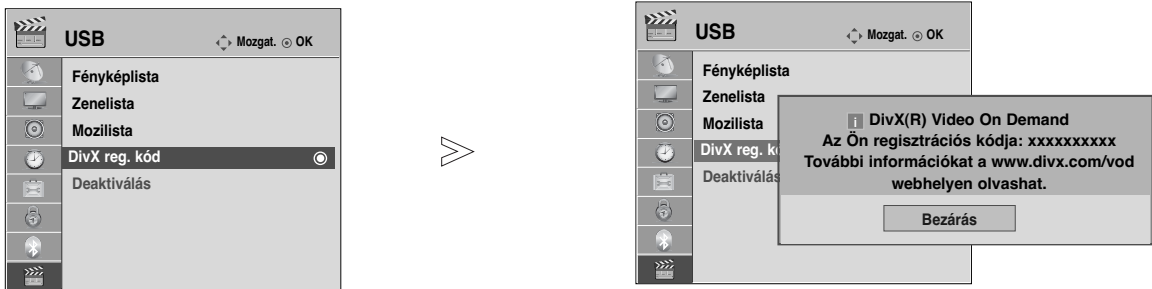 USB
Mozgat. OK
Fényképlista
Zenelista
Mozilista
DivX reg. kód
Deaktiválás
USB
Mozgat. OK
Fényképlista
Zenelista
Mozilista
DivX reg. k
Deaktiválás
i DivX(R) Video On Demand
Az Ön regisztrációs kódja: xxxxxxxxxx
További információkat a www.divx.com/vod
webhelyen olvashat.
Bezárás